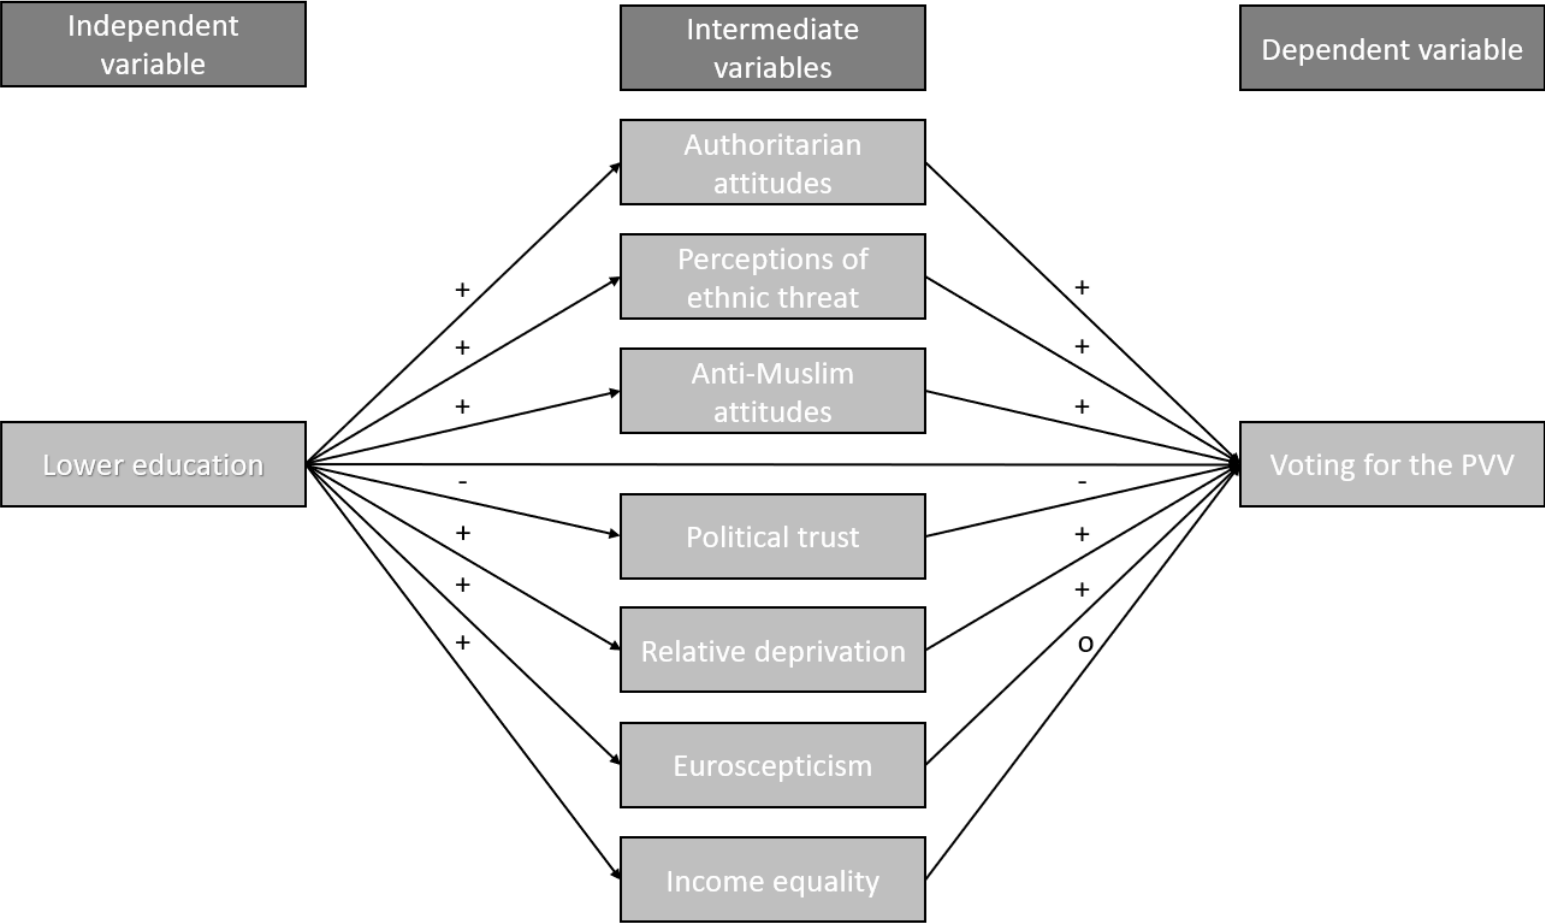 Independent
variable
Intermediate
variables
Dependent variable
Authoritarian
attitudes
Perceptions of
ethnic threat
Anti-Muslim
attitudes
Lower education
Voting for the PVV
Political trust
Relative deprivation
Euroscepticism
Income equality
+
+
+
-
+
+
+
+
+
+
-
+
+
o